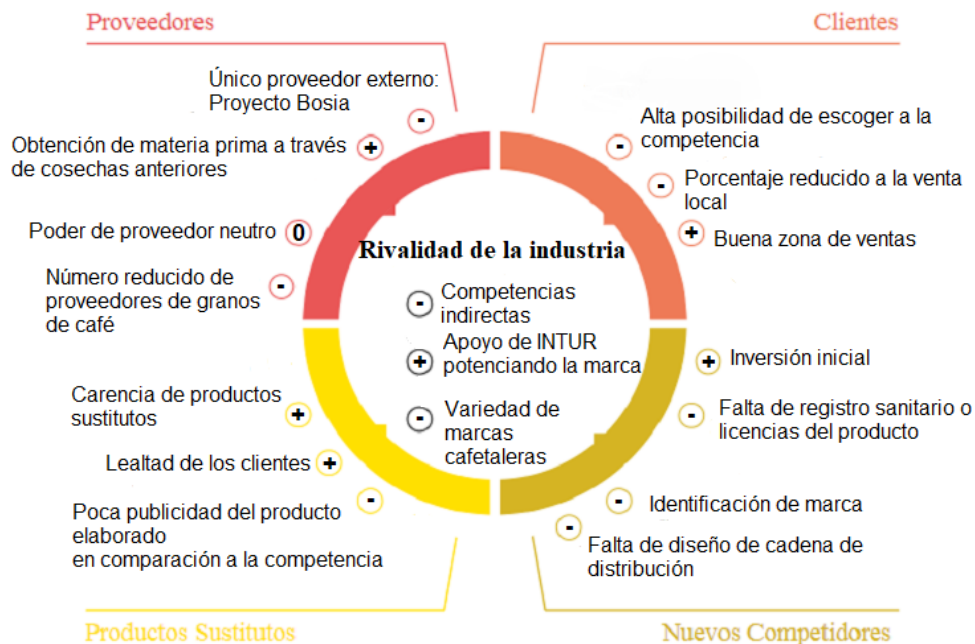 Proveedores
Clientes
Único proveedor externo:
Proyecto Bosia
-
Obtención de materia prima a través
de cosechas anteriores
+
Poder de proveedor neutro
0
Número reducido de
proveedores de granos
de café
-
Alta posibilidad de escoger a la
competencia
-
Porcentaje reducido a la venta
local
-
Buena zona de ventas
+
Rivalidad de la industria
-
Competencias
indirectas
+
Apoyo de INTUR
potenciando la marca
-
Variedad de
marcas
cafetaleras
Carencia de productos
sustitutos
+
Lealtad de los clientes
+
Poca publicidad del producto
elaborado
en comparación a la competencia
-
+
Inversión inicial
-
Falta de registro sanitario o
licencias del producto
-
Identificación de marca
-
Falta de diseño de cadena de
distribución
Productos Sustitutos
Nuevos Competidores